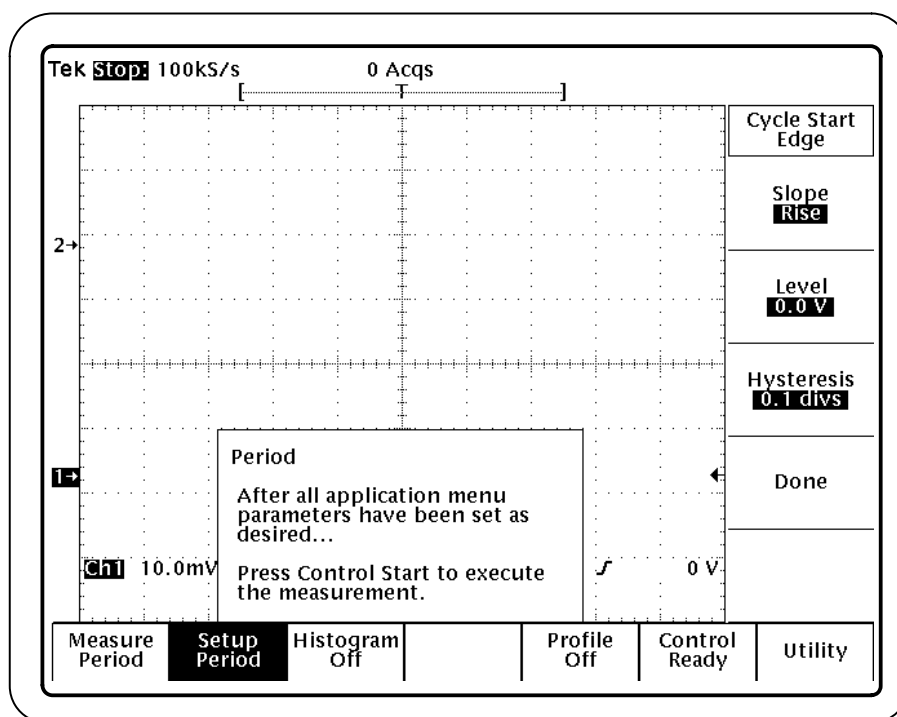 Tek Stop: 100kS/s 0 Acqs
[ T ]
Cycle Start
Edge
Slope
Rise
2→
Level
0.0 V
Hysteresis
0.1 divs
Period
1→
Done
After all application menu
parameters have been set as
desired...
Ch1 10.0mV 0 V
Press Control Start to execute
the measurement.
Measure
Period
Setup
Period
Histogram
Off
Profile
Off
Control
Ready
Utility